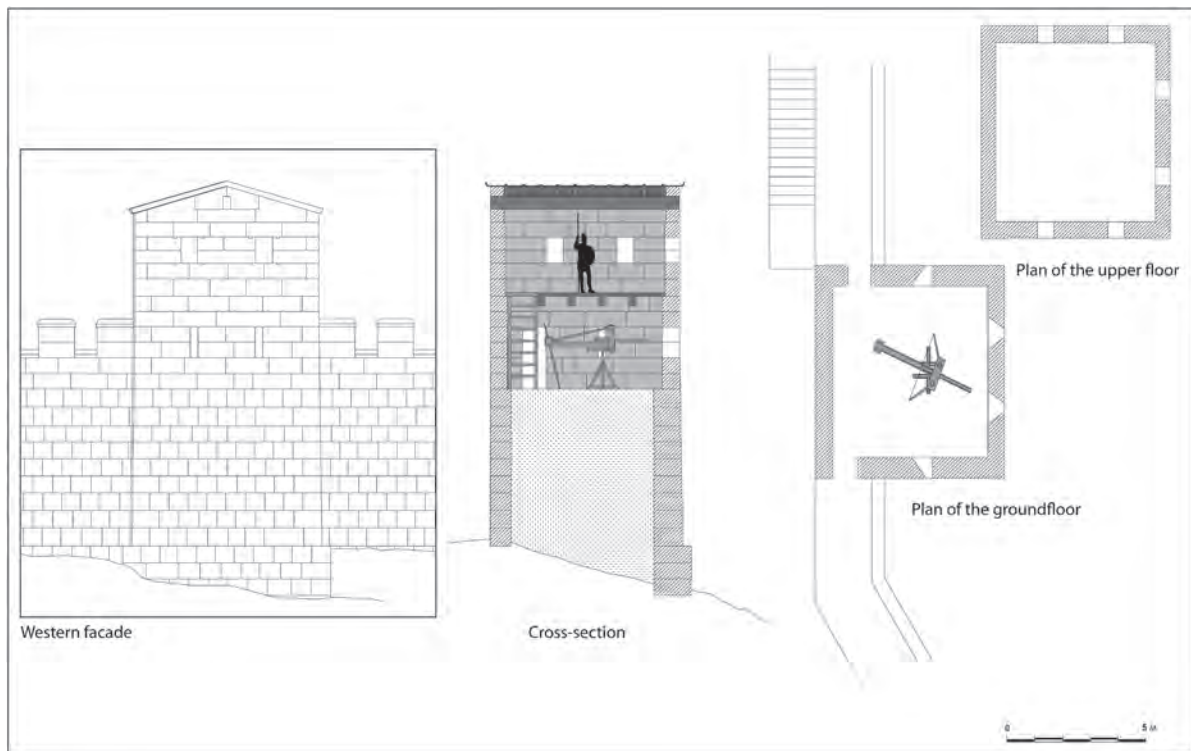 Plan of the upper floor
Plan of the groundfloor
Western facade
Cross-section
0 5 M